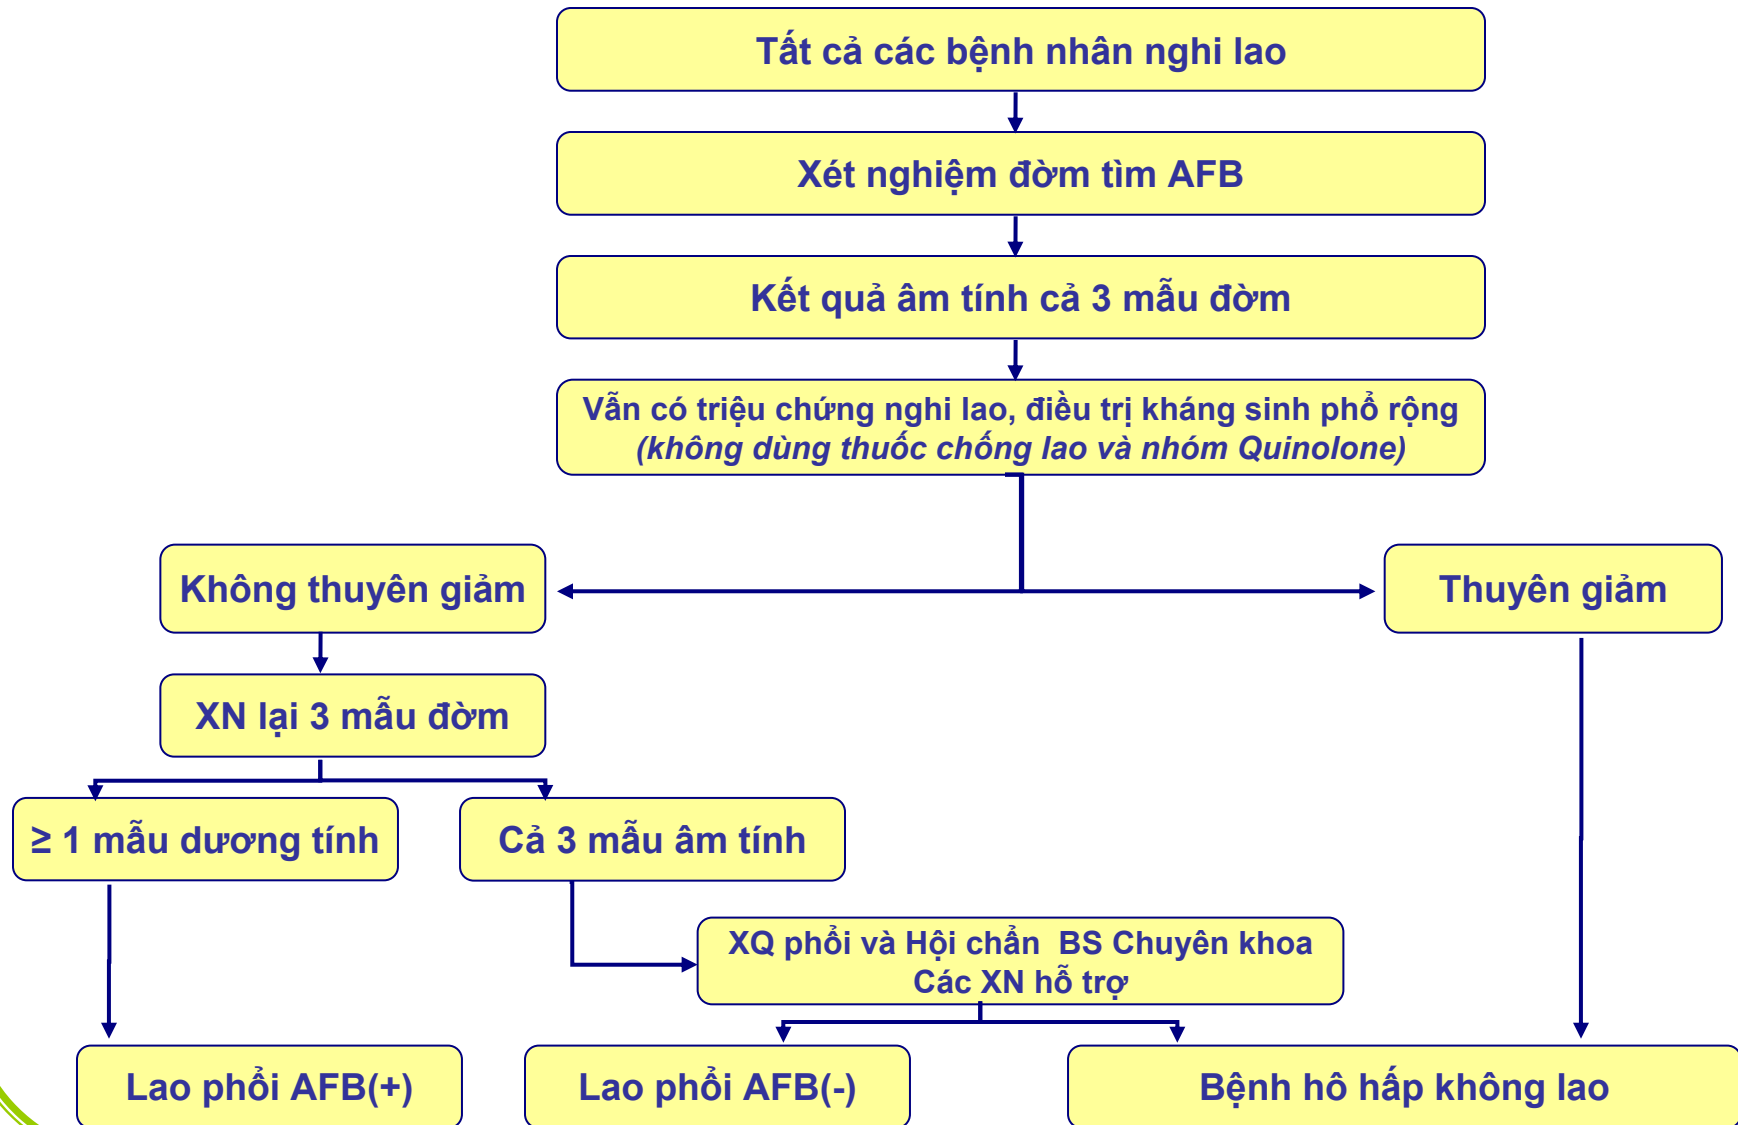 Tất cả các bệnh nhân nghi lao
Xét nghiệm đờm tìm AFB
Kết quả âm tính cả 3 mẫu đờm
Vẫn có triệu chứng nghi lao, điều trị kháng sinh phổ rộng
(không dùng thuốc chống lao và nhóm Quinolone)
Không thuyên giảm
Thuyên giảm
XN lại 3 mẫu đờm
≥ 1 mẫu dương tính
Cả 3 mẫu âm tính
XQ phổi và Hội chẩn BS Chuyên khoa
Các XN hỗ trợ
Lao phổi AFB(+)
Lao phổi AFB(-)
Bệnh hô hấp không lao